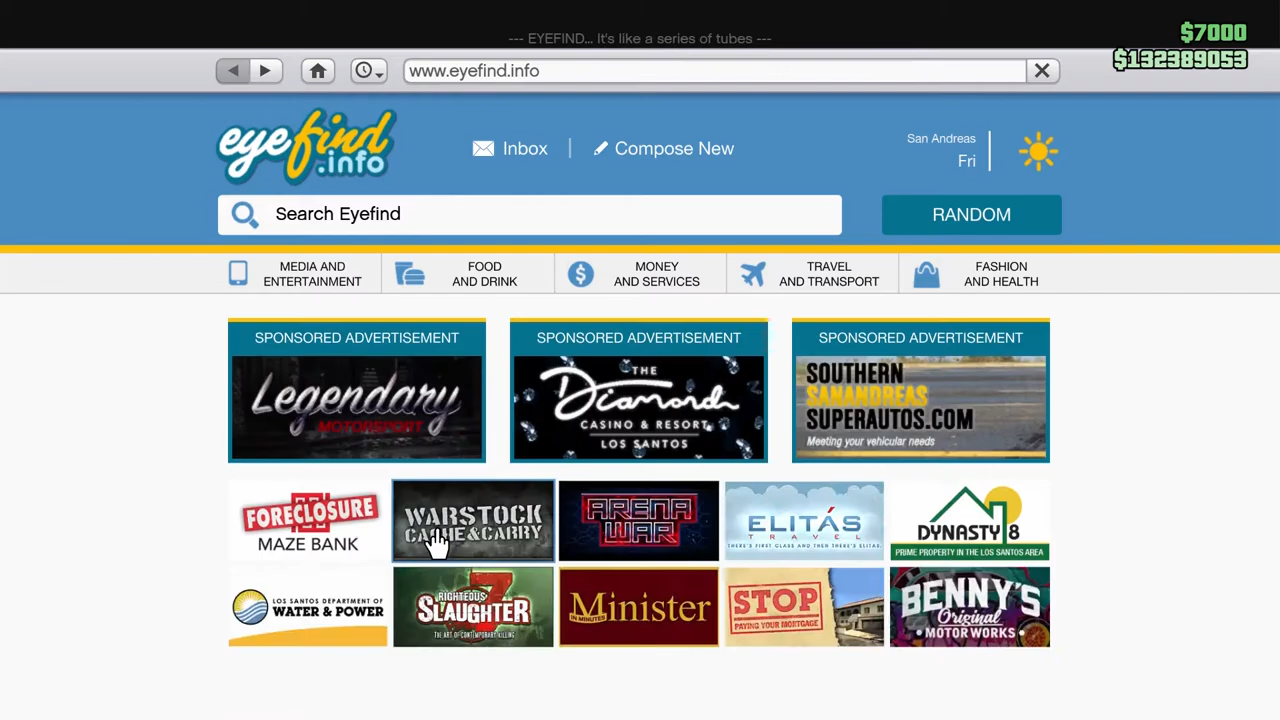 --- EYEFIND... It's like a series of tubes ---
$7000
$132389053
www.eyefind.info
eyefind
.info
Inbox
Compose New
San Andreas
Fri
Search Eyefind
RANDOM
MEDIA AND
ENTERTAINMENT
FOOD
AND DRINK
MONEY
AND SERVICES
TRAVEL
AND TRANSPORT
FASHION
AND HEALTH
SPONSORED ADVERTISEMENT
Legendary
MOTORSPORT
SPONSORED ADVERTISEMENT
THE
Diamond
CASINO & RESORT
LOS SANTOS
SPONSORED ADVERTISEMENT
SOUTHERN
SANANDREAS
SUPERAUTOS.COM
Meeting your vehicular needs
FORECLOSURE
MAZE BANK
WARSTOCK
CACHE&CARRY
ARENA
WAR
ELITÁS
TRAVEL
THERE'S FIRST CLASS AND THEN THERE'S ELITAS.
DYNASTY 8
PRIME PROPERTY IN THE LOS SANTOS AREA
LOS SANTOS DEPARTMENT OF
WATER & POWER
RIGHTEOUS
SLAUGHTER
7
THE ART OF CONTEMPORARY KILLING
Minister
IN MINUTES
STOP
PAYING YOUR MORTGAGE
BENNY'S
Original
MOTOR WORKS